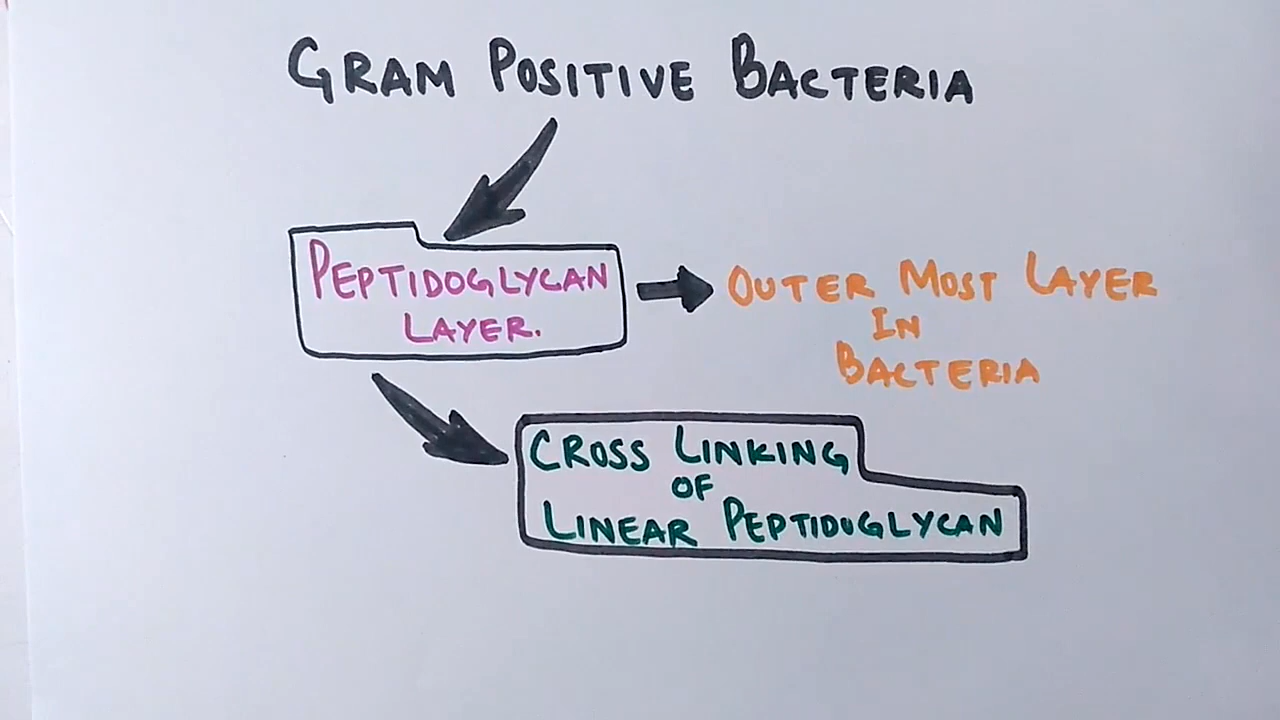 GRAM POSITIVE BACTERIA
PEPTIDOGLYCAN
LAYER.
OUTER MOST LAYER
IN
BACTERIA
CROSS LINKING
OF
LINEAR PEPTIDOGLYCAN